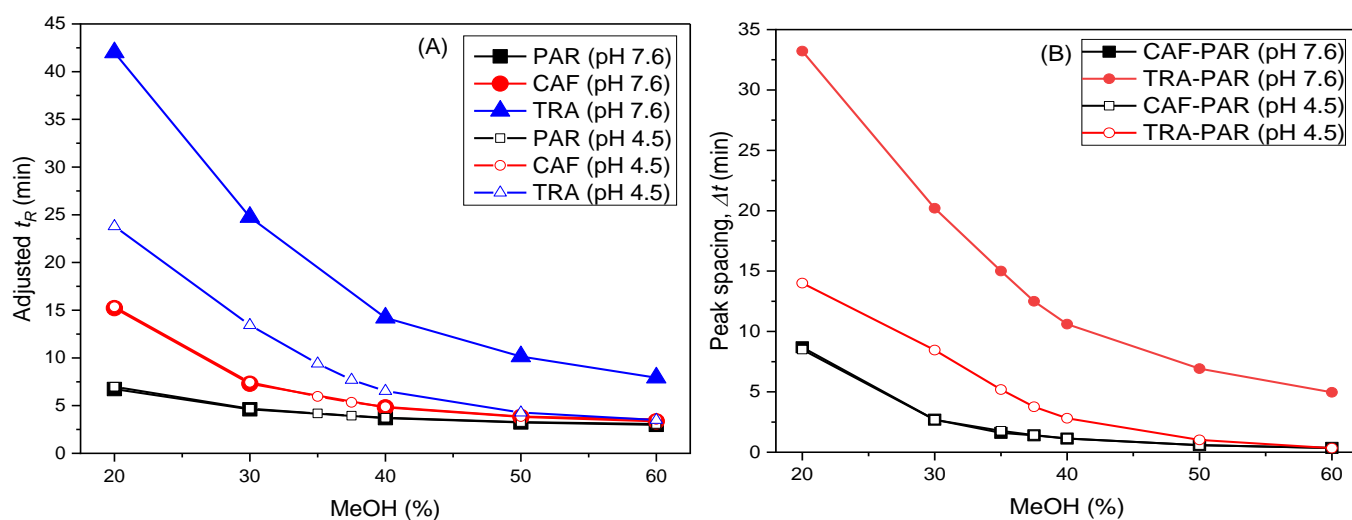 (A)
PAR (pH 7.6)
CAF (pH 7.6)
TRA (pH 7.6)
PAR (pH 4.5)
CAF (pH 4.5)
TRA (pH 4.5)
Adjusted tR (min)
45
40
35
30
25
20
15
10
5
0
20 30 40 50 60
MeOH (%)
(B)
CAF-PAR (pH 7.6)
TRA-PAR (pH 7.6)
CAF-PAR (pH 4.5)
TRA-PAR (pH 4.5)
Peak spacing, Δt (min)
35
30
25
20
15
10
5
0
20 30 40 50 60
MeOH (%)